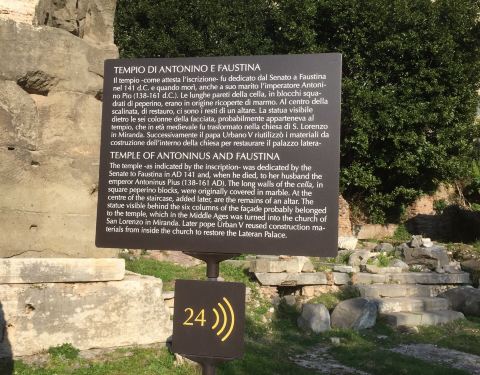 TEMPIO DI ANTONINO E FAUSTINA
Il tempio -come attesta l'iscrizione- fu dedicato dal Senato a Faustina
nel 141 d.C. e quando morì, anche a suo marito l'imperatore Antonino
Pio (138-161 d.C.). Le lunghe pareti della cella, in blocchi squa-
drati di peperino, erano in origine ricoperte di marmo. Al centro della
scalinata, di restauro, ci sono i resti di un altare. La statua visibile
dietro le sei colonne della facciata, probabilmente apparteneva al
tempio, che in età medievale fu trasformato nella chiesa di S. Lorenzo
in Miranda. Successivamente il papa Urbano V riutilizzò i materiali da
costruzione dell'interno della chiesa per restaurare il palazzo latera-
TEMPLE OF ANTONINUS AND FAUSTINA
The temple -as indicated by the inscription- was dedicated by the
Senate to Faustina in AD 141 and, when he died, to her husband the
emperor Antoninus Pius (138-161 AD). The long walls of the cella, in
square peperino blocks, were originally covered in marble. At the
centre of the staircase, added later, are the remains of an altar. The
statue visible behind the six columns of the façade probably belonged
to the temple, which in the Middle Ages was turned into the church of
San Lorenzo in Miranda. Later pope Urban V reused construction ma-
terials from inside the church to restore the Lateran Palace.
24